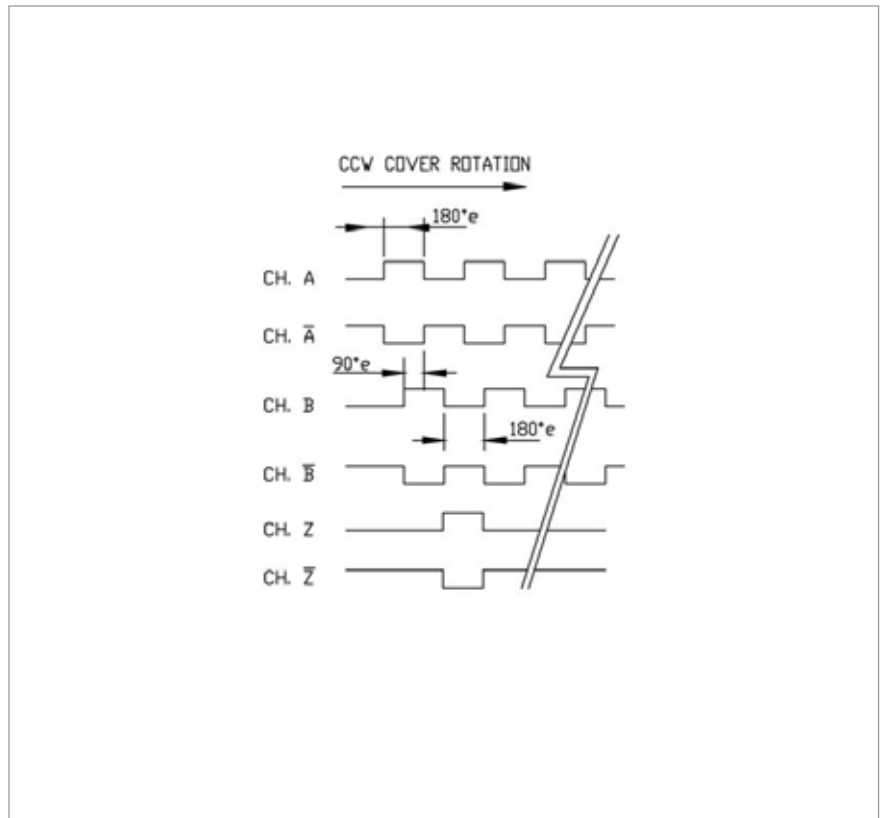 CCW COVER ROTATION
180°e
CH. A
CH. A̅
90°e
CH. B
180°e
CH. B̅
CH. Z
CH. Z̅